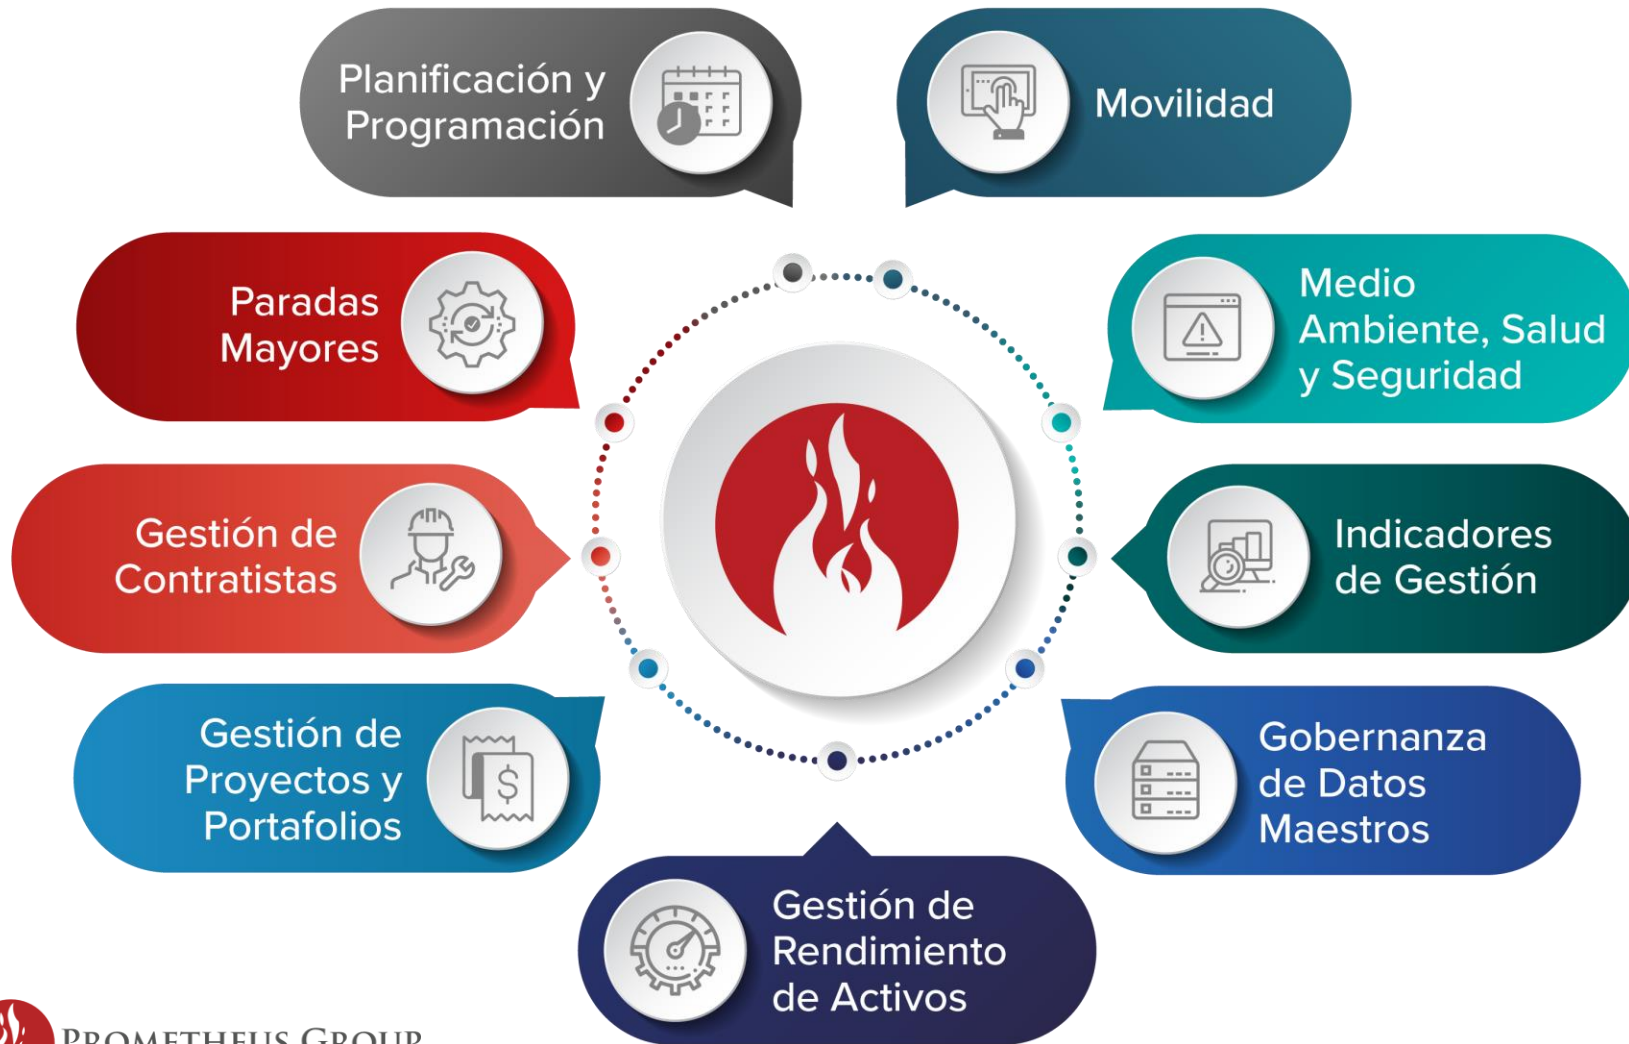 Planificación y
Programación
Movilidad
Paradas
Mayores
Medio
Ambiente, Salud
y Seguridad
Gestión de
Contratistas
Indicadores
de Gestión
Gestión de
Proyectos y
Portafolios
$
Gobernanza
de Datos
Maestros
Gestión de
Rendimiento
de Activos
PROMETHEUS GROUP